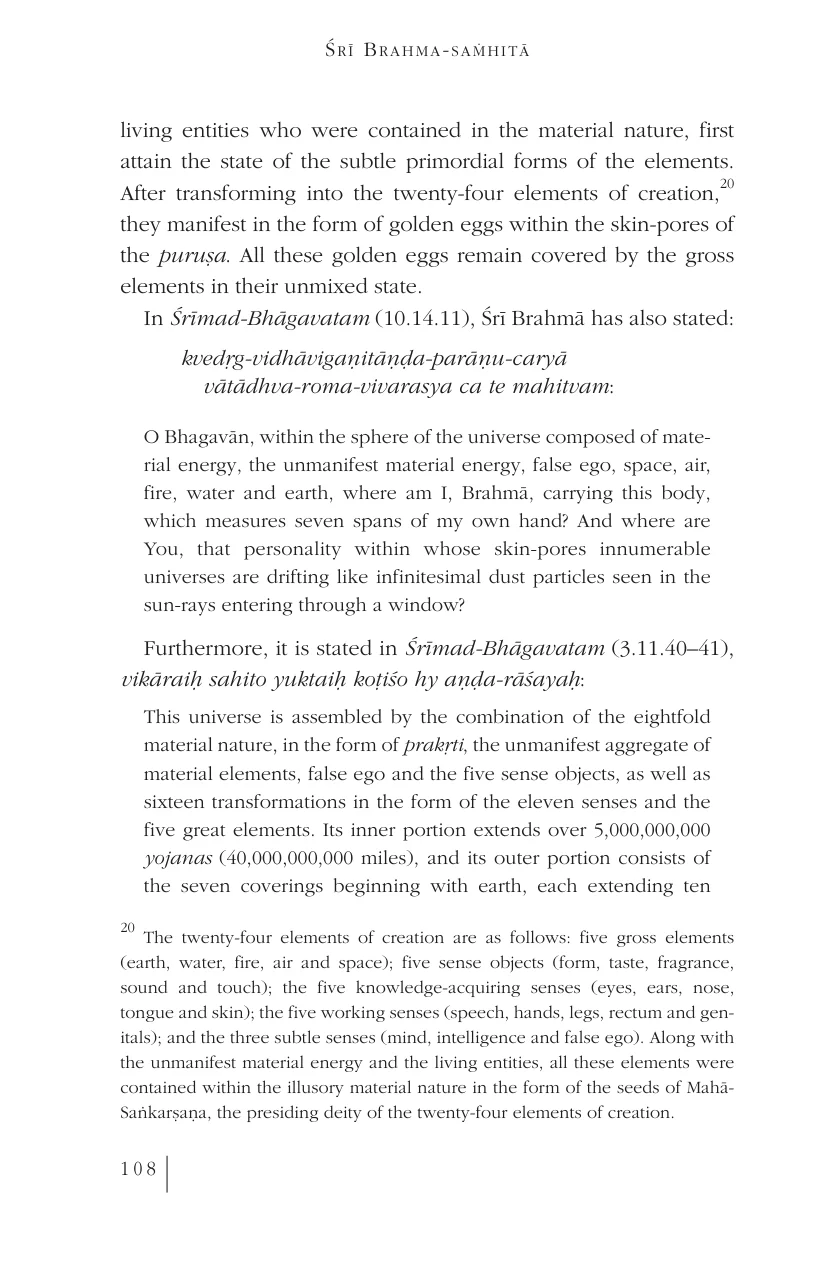 Śrī Brahma-saṁhitā
living entities who were contained in the material nature, first
attain the state of the subtle primordial forms of the elements.
After transforming into the twenty-four elements of creation,20
they manifest in the form of golden eggs within the skin-pores of
the puruṣa. All these golden eggs remain covered by the gross
elements in their unmixed state.
In Śrīmad-Bhāgavatam (10.14.11), Śrī Brahmā has also stated:
kvedṛg-vidhāvigaṇitāṇḍa-parāṇu-caryā
vātādhva-roma-vivarasya ca te mahitvam:
O Bhagavān, within the sphere of the universe composed of mate-
rial energy, the unmanifest material energy, false ego, space, air,
fire, water and earth, where am I, Brahmā, carrying this body,
which measures seven spans of my own hand? And where are
You, that personality within whose skin-pores innumerable
universes are drifting like infinitesimal dust particles seen in the
sun-rays entering through a window?
Furthermore, it is stated in Śrīmad-Bhāgavatam (3.11.40–41),
vikāraiḥ sahito yuktaiḥ koṭiśo hy aṇḍa-rāśayaḥ:
This universe is assembled by the combination of the eightfold
material nature, in the form of prakṛti, the unmanifest aggregate of
material elements, false ego and the five sense objects, as well as
sixteen transformations in the form of the eleven senses and the
five great elements. Its inner portion extends over 5,000,000,000
yojanas (40,000,000,000 miles), and its outer portion consists of
the seven coverings beginning with earth, each extending ten
20 The twenty-four elements of creation are as follows: five gross elements
(earth, water, fire, air and space); five sense objects (form, taste, fragrance,
sound and touch); the five knowledge-acquiring senses (eyes, ears, nose,
tongue and skin); the five working senses (speech, hands, legs, rectum and gen-
itals); and the three subtle senses (mind, intelligence and false ego). Along with
the unmanifest material energy and the living entities, all these elements were
contained within the illusory material nature in the form of the seeds of Mahā-
Saṅkarṣaṇa, the presiding deity of the twenty-four elements of creation.
108